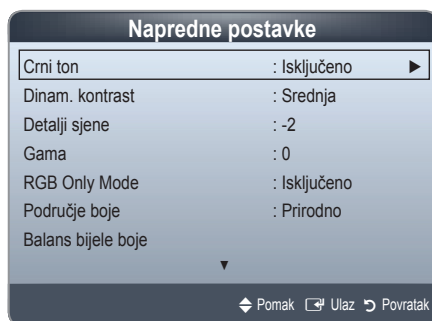 Napredne postavke
Crni ton : Isključeno ►
Dinam. kontrast : Srednja
Detalji sjene : -2
Gama : 0
RGB Only Mode : Isključeno
Područje boje : Prirodno
Balans bijele boje
▼
Pomak Ulaz Povratak